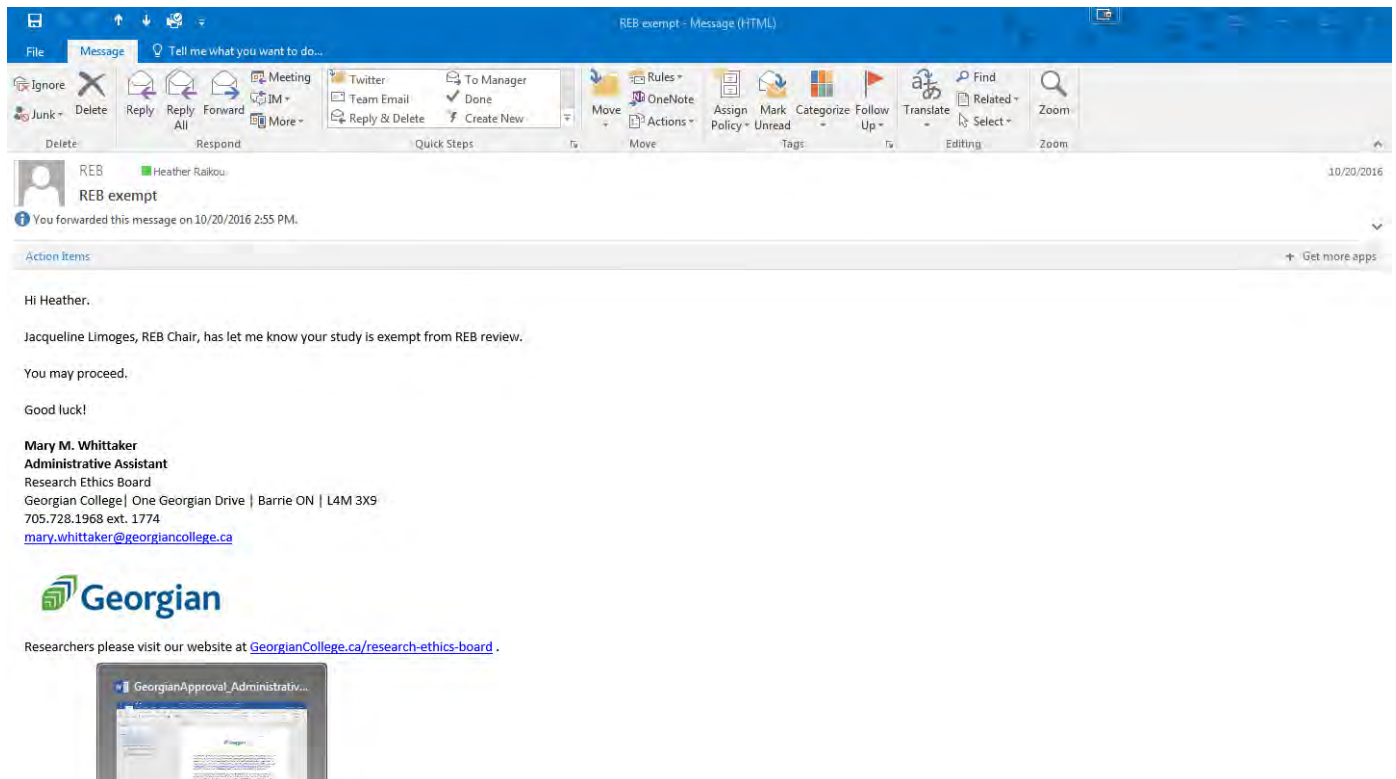 REB exempt - Message (HTML)
File Message Tell me what you want to do...
Ignore Junk Delete Reply Reply All Forward Meeting IM More
Twitter To Manager
Team Email Done
Reply & Delete Create New
Move Rules OneNote Actions
Assign Policy Mark Unread Categorize Follow Up
Translate Find Related Select Zoom
Delete Respond Quick Steps Move Tags Editing Zoom
REB Heather Raikou 10/20/2016
REB exempt
You forwarded this message on 10/20/2016 2:55 PM.
Action Items + Get more apps
Hi Heather.
Jacqueline Limoges, REB Chair, has let me know your study is exempt from REB review.
You may proceed.
Good luck!
Mary M. Whittaker
Administrative Assistant
Research Ethics Board
Georgian College| One Georgian Drive | Barrie ON | L4M 3X9
705.728.1968 ext. 1774
mary.whittaker@georgiancollege.ca
Georgian
Researchers please visit our website at GeorgianCollege.ca/research-ethics-board .
GeorgianApproval_Administrativ...